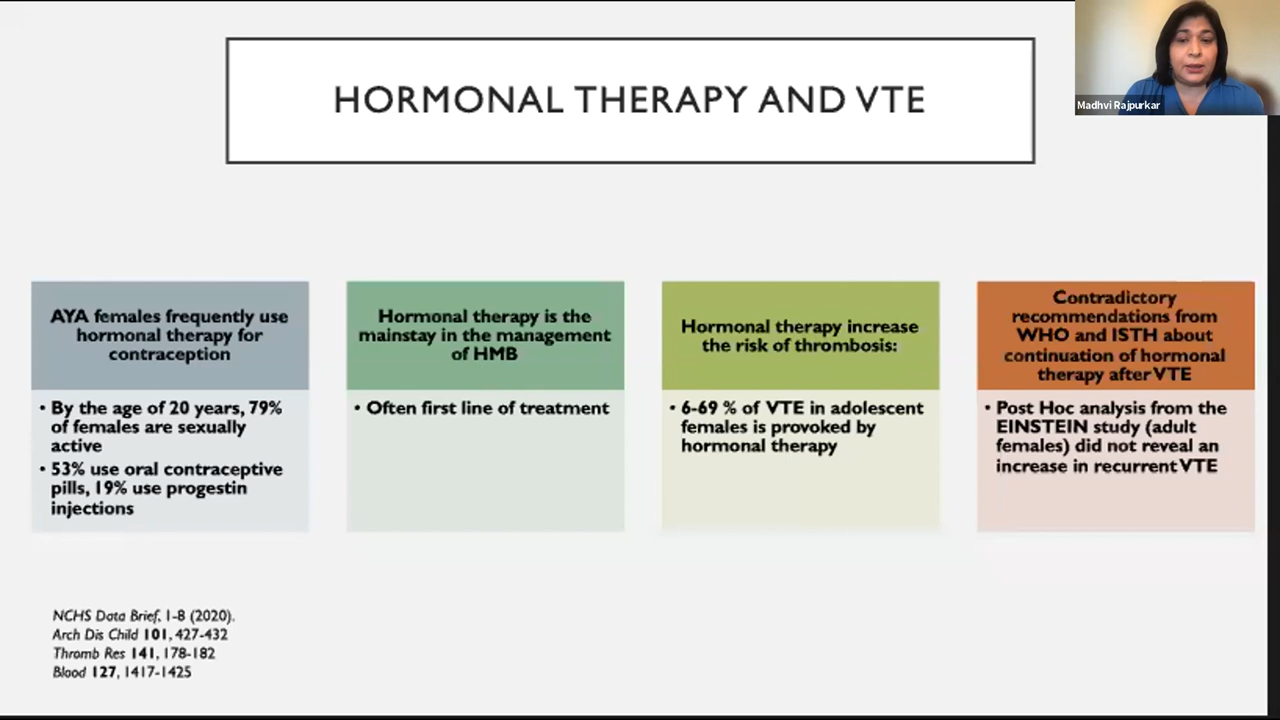 HORMONAL THERAPY AND VTE
Madhvi Rajpurkar
AYA females frequently use
hormonal therapy for
contraception
• By the age of 20 years, 79%
of females are sexually
active
• 53% use oral contraceptive
pills, 19% use progestin
injections
Hormonal therapy is the
mainstay in the management
of HMB
• Often first line of treatment
Hormonal therapy increase
the risk of thrombosis:
• 6-69 % of VTE in adolescent
females is provoked by
hormonal therapy
Contradictory
recommendations from
WHO and ISTH about
continuation of hormonal
therapy after VTE
• Post Hoc analysis from the
EINSTEIN study (adult
females) did not reveal an
increase in recurrent VTE
NCHS Data Brief, 1-8 (2020).
Arch Dis Child 101, 427-432
Thromb Res 141, 178-182
Blood 127, 1417-1425